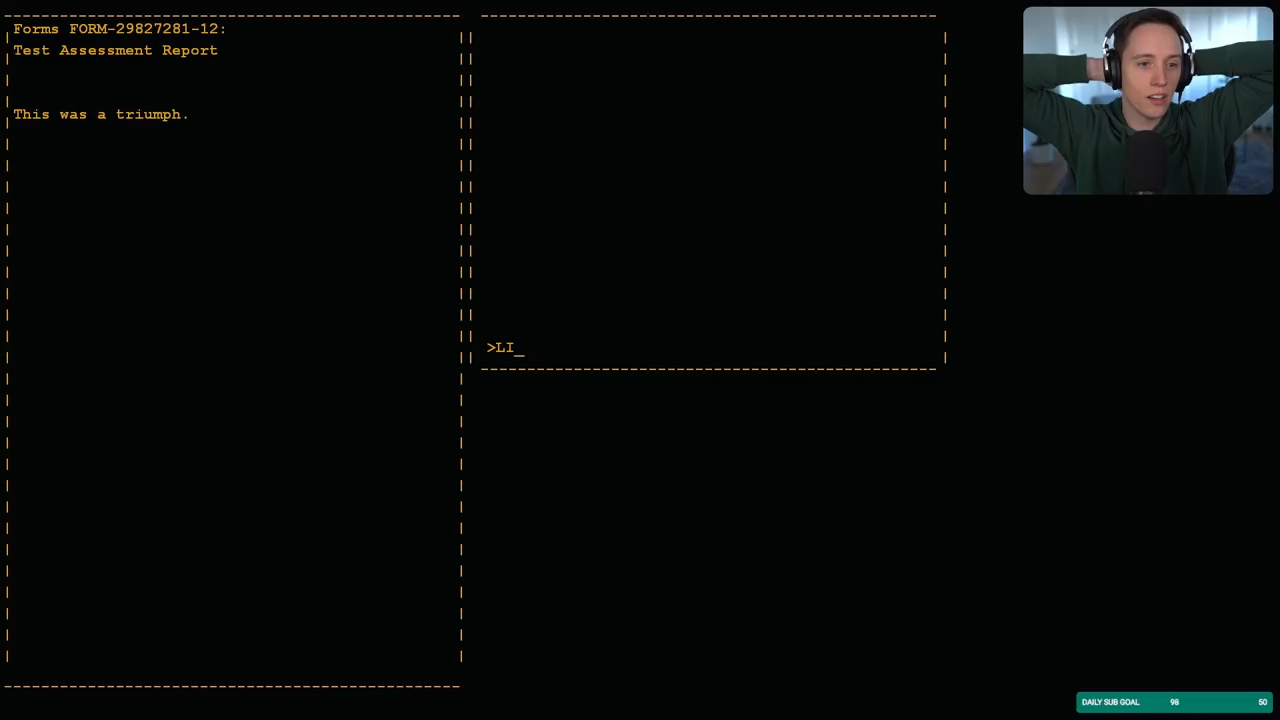 Forms FORM-29827281-12:
Test Assessment Report
This was a triumph.
>LI_
DAILY SUB GOAL 98 50